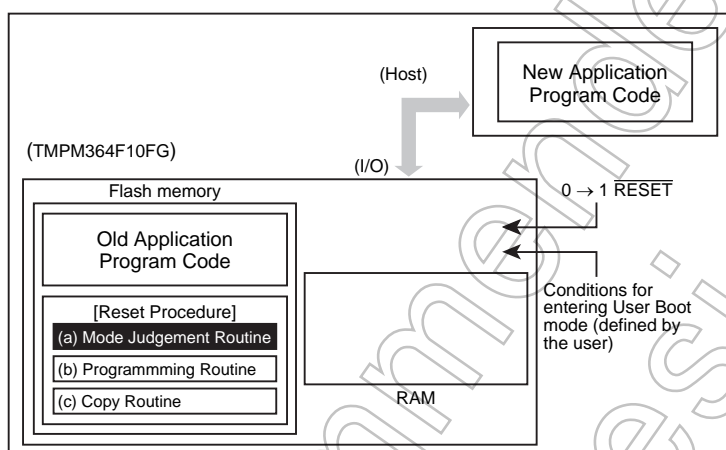 (Host)
New Application
Program Code
(TMPM364F10FG)
(I/O)
Flash memory
Old Application
Program Code
[Reset Procedure]
(a) Mode Judgement Routine
(b) Programmming Routine
(c) Copy Routine
RAM
0 → 1 RESET
Conditions for
entering User Boot
mode (defined by
the user)